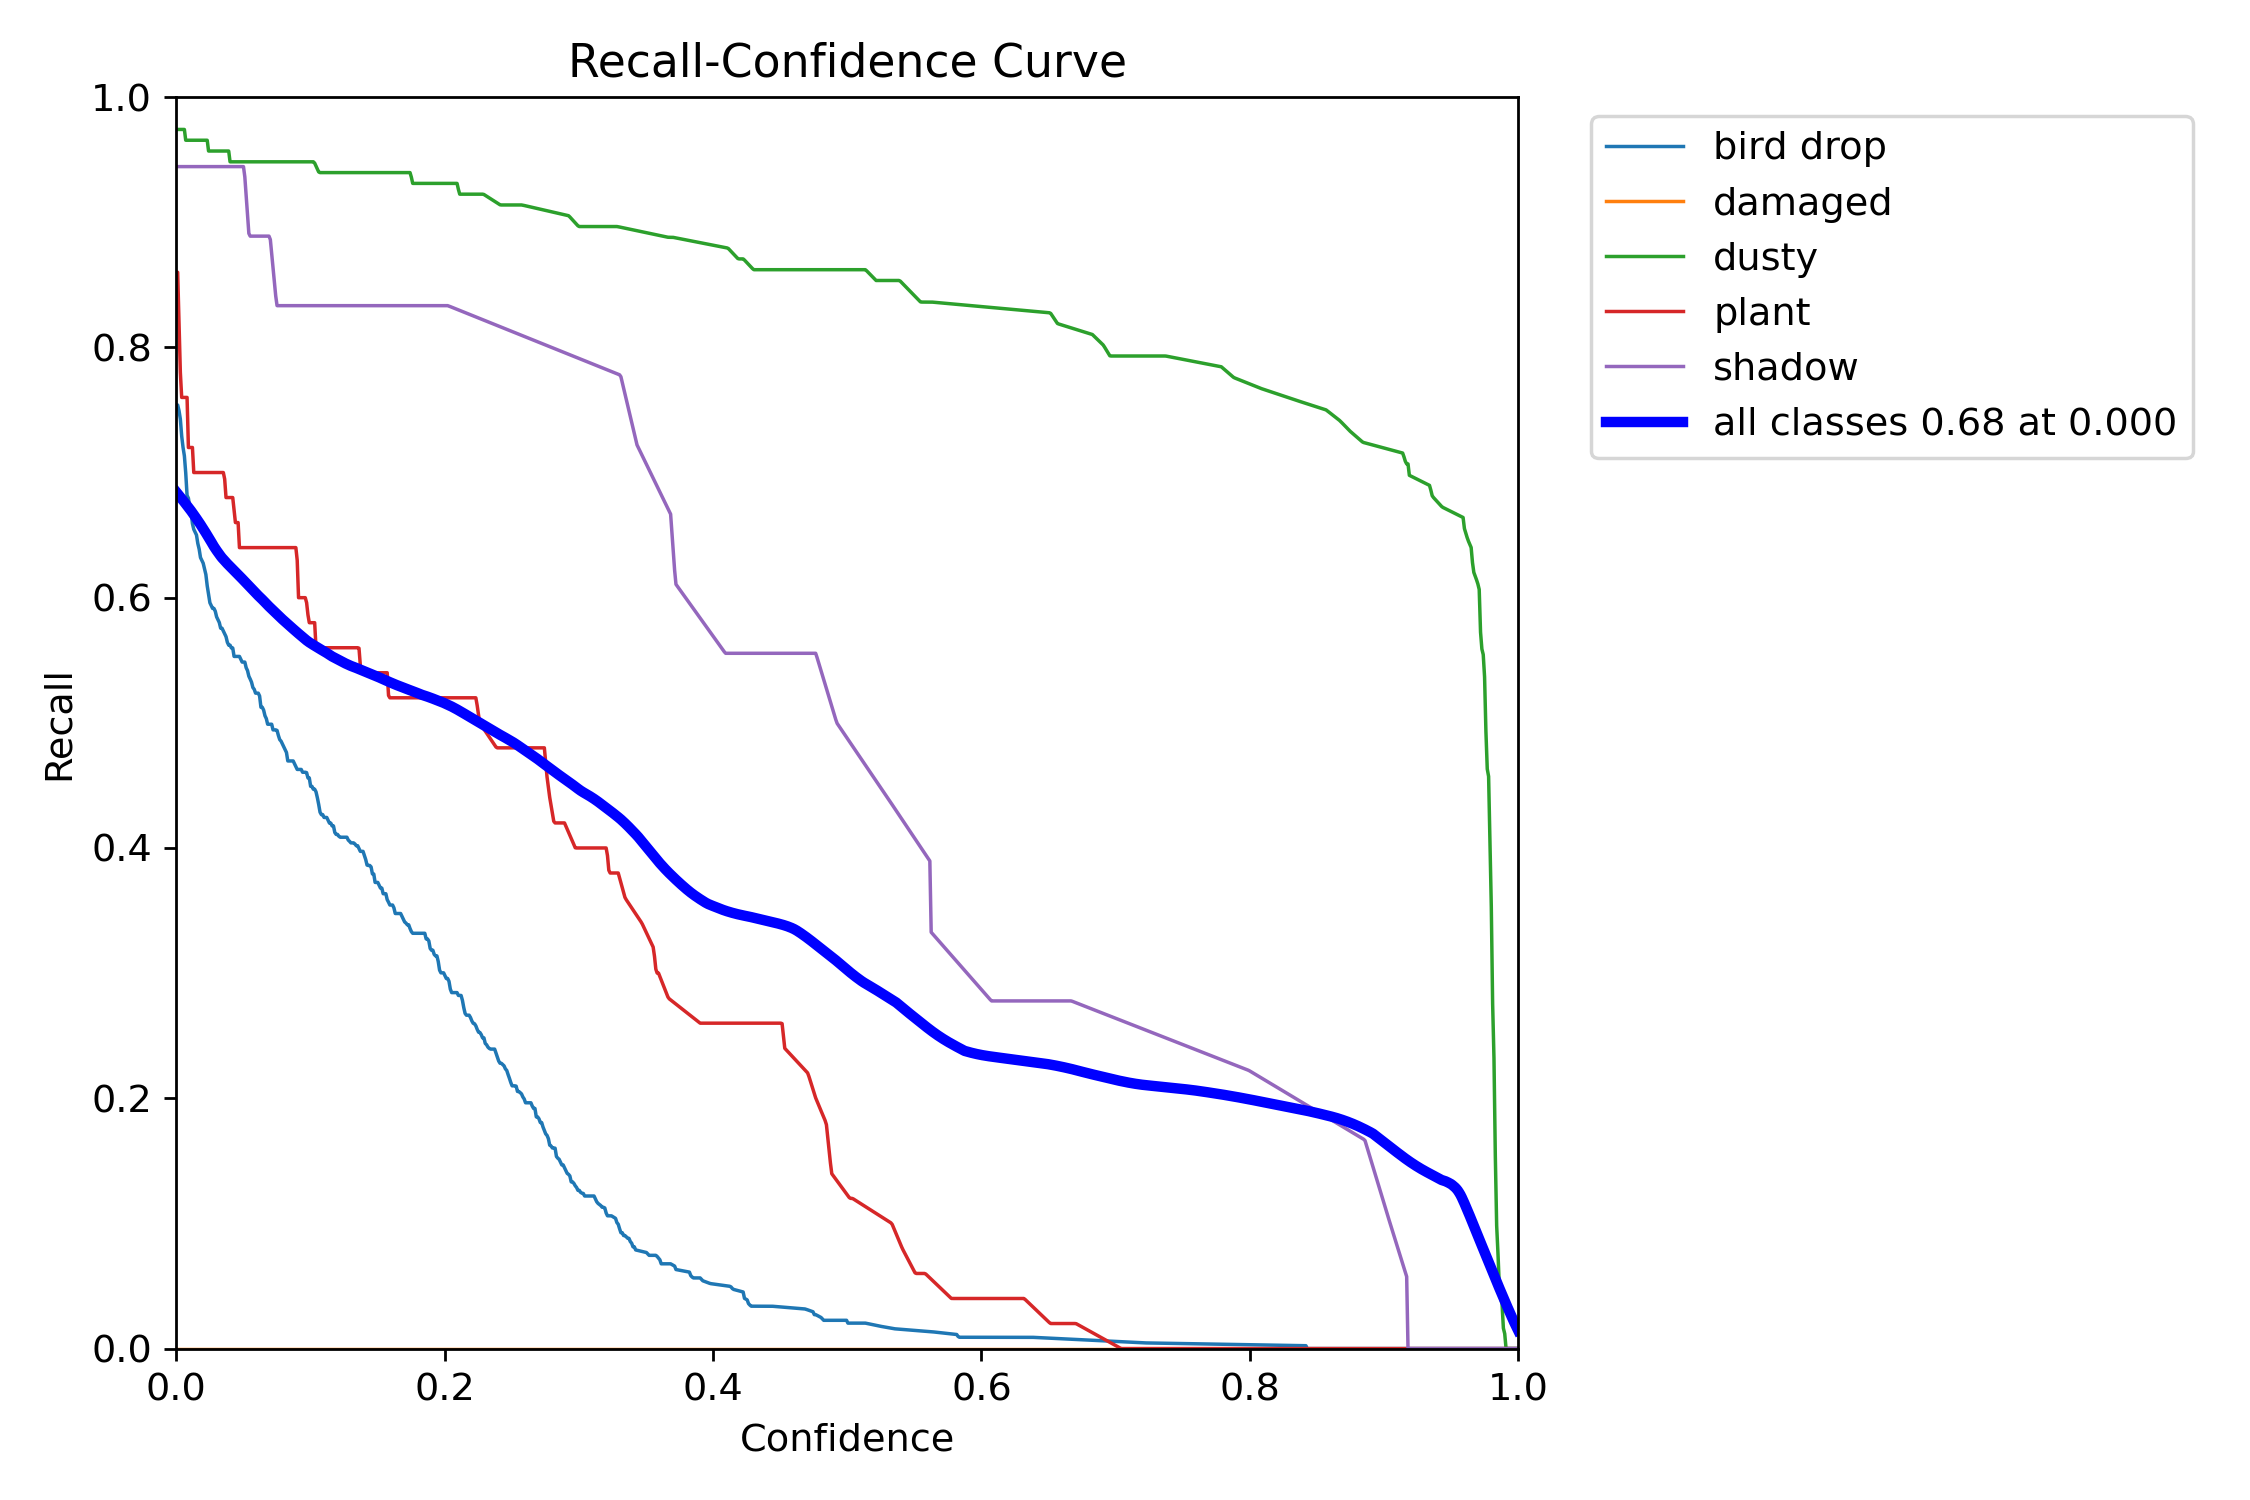 Recall-Confidence Curve
1.0
0.8
0.6
0.4
0.2
0.0
Recall
0.0 0.2 0.4 0.6 0.8 1.0
Confidence
bird drop
damaged
dusty
plant
shadow
all classes 0.68 at 0.000